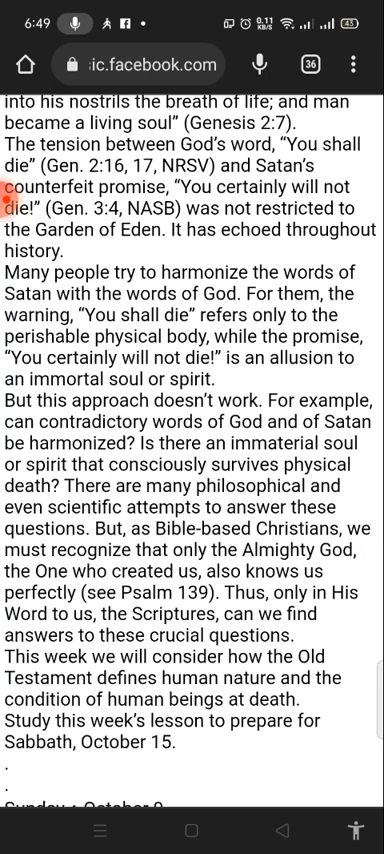 6:49
0.11
KB/S
45
sic.facebook.com
36
into his nostrils the breath of life; and man
became a living soul” (Genesis 2:7).
The tension between God’s word, “You shall
die” (Gen. 2:16, 17, NRSV) and Satan’s
counterfeit promise, “You certainly will not
die!” (Gen. 3:4, NASB) was not restricted to
the Garden of Eden. It has echoed throughout
history.
Many people try to harmonize the words of
Satan with the words of God. For them, the
warning, “You shall die” refers only to the
perishable physical body, while the promise,
“You certainly will not die!” is an allusion to
an immortal soul or spirit.
But this approach doesn’t work. For example,
can contradictory words of God and of Satan
be harmonized? Is there an immaterial soul
or spirit that consciously survives physical
death? There are many philosophical and
even scientific attempts to answer these
questions. But, as Bible-based Christians, we
must recognize that only the Almighty God,
the One who created us, also knows us
perfectly (see Psalm 139). Thus, only in His
Word to us, the Scriptures, can we find
answers to these crucial questions.
This week we will consider how the Old
Testament defines human nature and the
condition of human beings at death.
Study this week’s lesson to prepare for
Sabbath, October 15.
.
.
Sunday : October 9